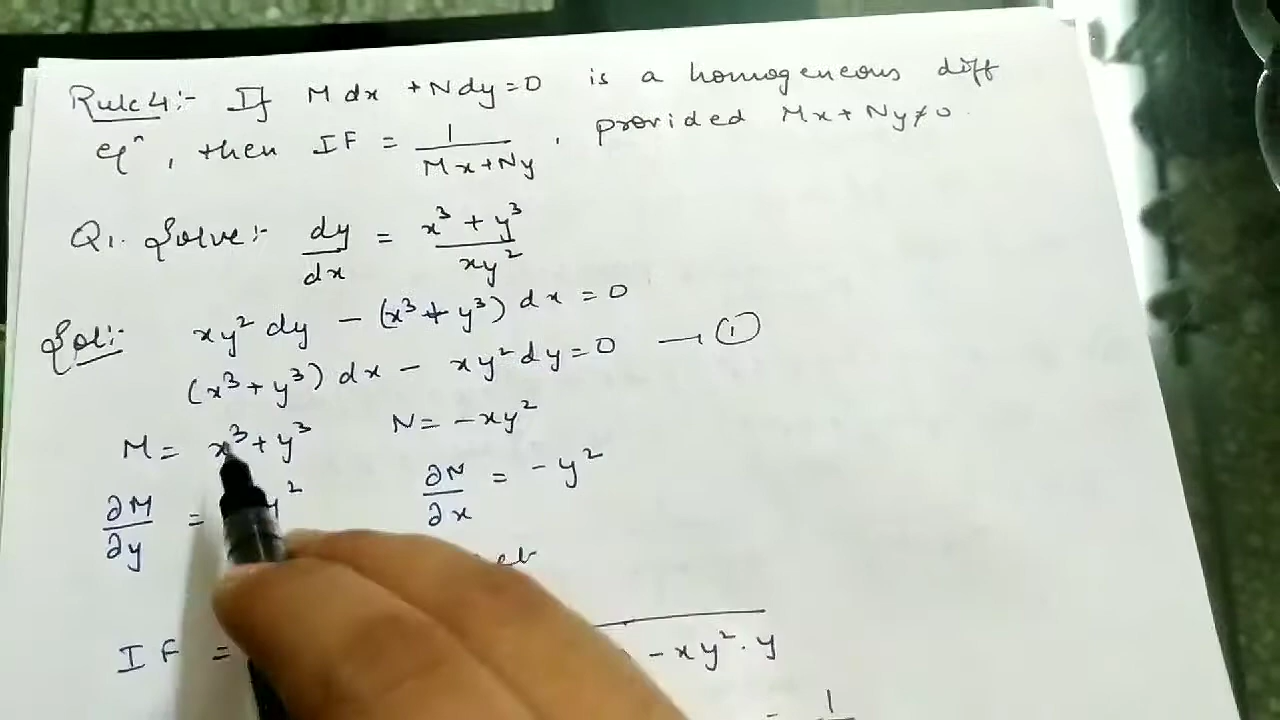 Rule 4:- If M dx + N dy = 0 is a homogeneous diff
eqⁿ, then IF = 1/(Mx+Ny), provided Mx + Ny ≠ 0.
Q1. Solve:- dy/dx = (x³ + y³)/(xy²)
Sol:- xy² dy - (x³ + y³) dx = 0
(x³ + y³) dx - xy² dy = 0 → ①
M = x³ + y³ N = -xy²
∂M/∂y = y² ∂N/∂x = -y²
IF = - xy² · y
= 1